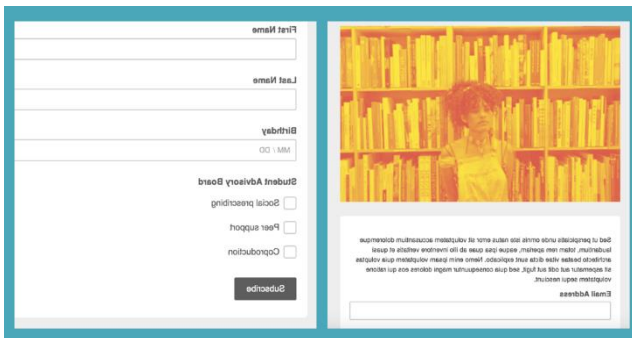 Sed ut perspiciatis unde omnis iste natus error sit voluptatem accusantium doloremque
laudantium, totam rem aperiam, eaque ipsa quae ab illo inventore veritatis et quasi
architecto beatae vitae dicta sunt explicabo. Nemo enim ipsam voluptatem quia voluptas
sit aspernatur aut odit aut fugit, sed quia consequuntur magni dolores eos qui ratione
voluptatem sequi nesciunt.
Email Address
First Name
Last Name
Birthday
MM / DD
Student Advisory Board
Social prescribing
Peer support
Coproduction
Subscribe